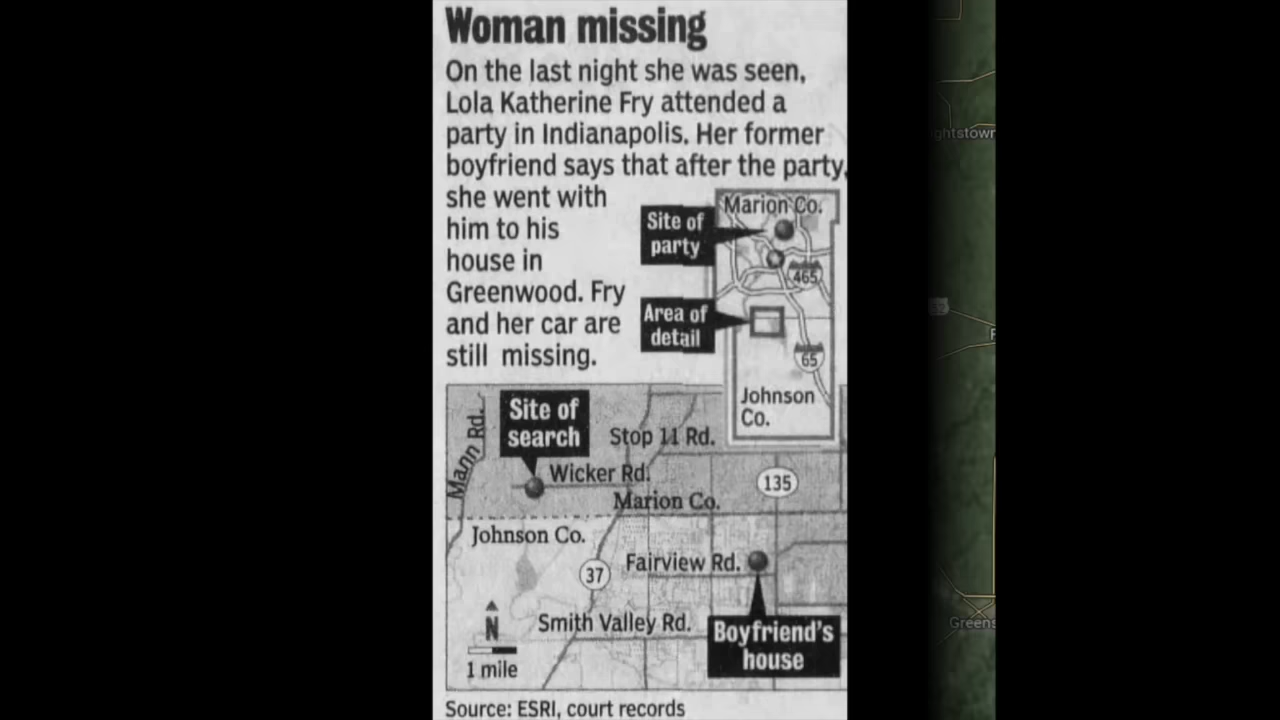 Woman missing
On the last night she was seen,
Lola Katherine Fry attended a
party in Indianapolis. Her former
boyfriend says that after the party,
she went with
him to his
house in
Greenwood. Fry
and her car are
still missing.
Marion Co.
Site of
party
465
Area of
detail
65
Johnson
Co.
Site of
search
Mann Rd.
Stop 11 Rd.
Wicker Rd.
135
Marion Co.
Johnson Co.
Fairview Rd.
37
N
Smith Valley Rd.
Boyfriend's
house
1 mile
Source: ESRI, court records
ghtstown
Greens